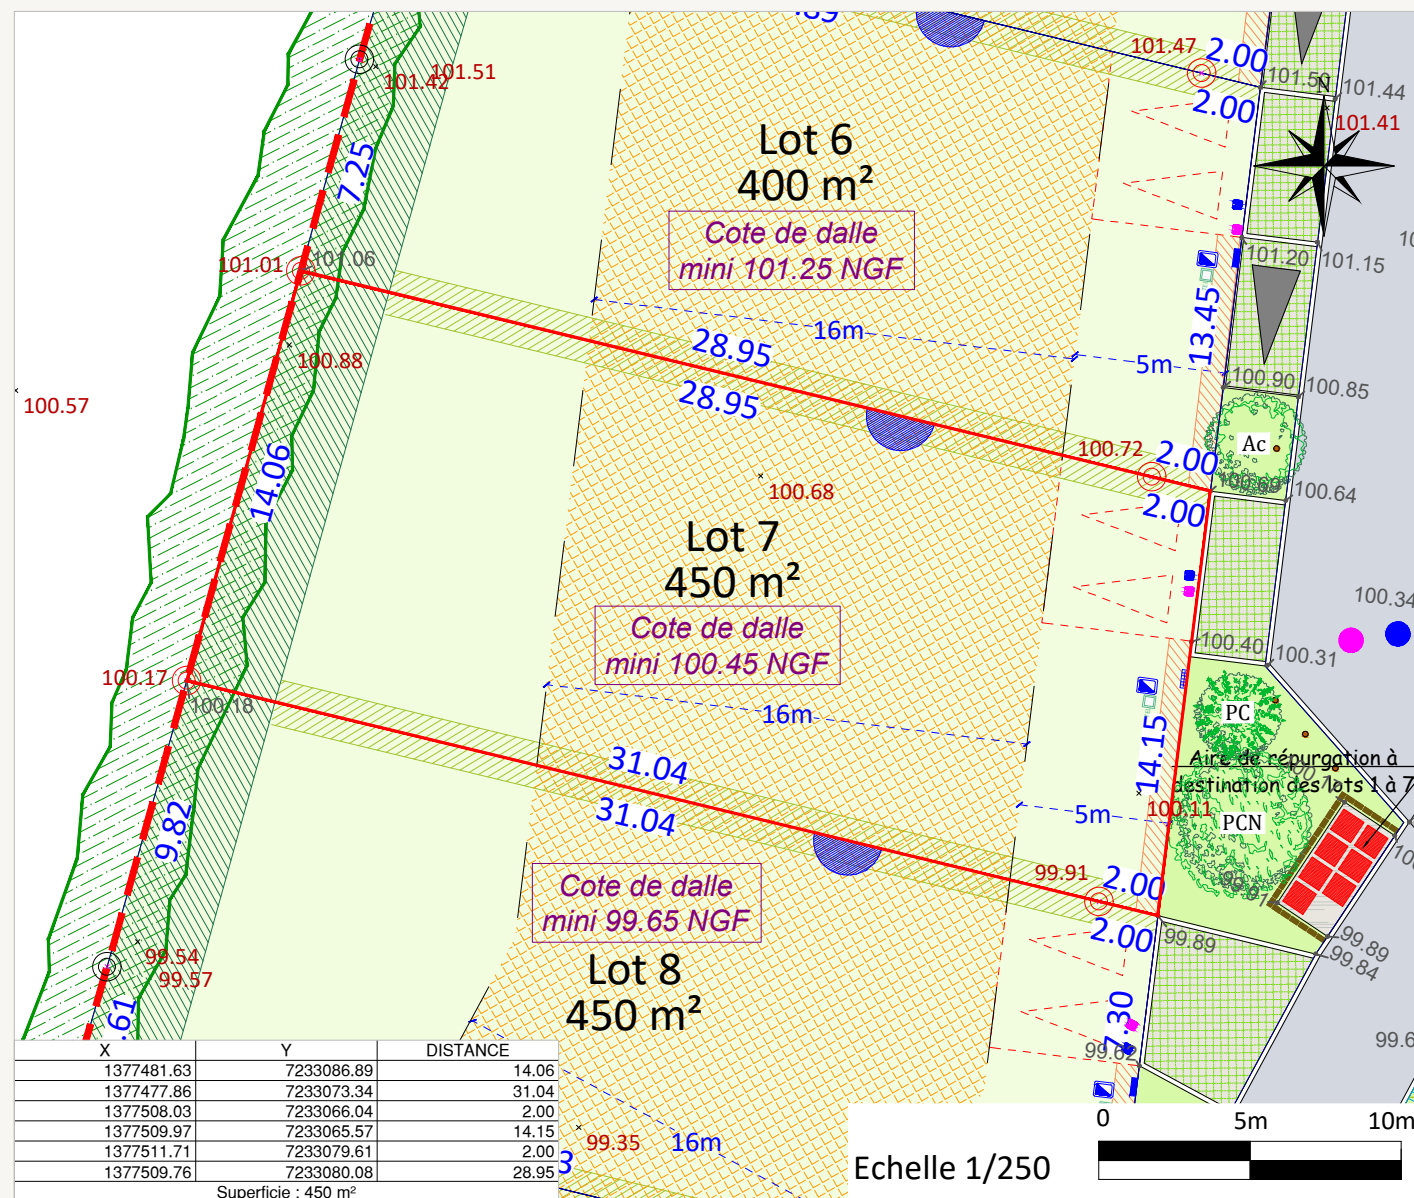 101.47
2.00
2.00
101.50
N
101.44
101.41
101.51
101.42
7.25
Lot 6
400 m²
Cote de dalle
mini 101.25 NGF
101.01
101.06
101.20
101.15
16m
13.45
5m
28.95
28.95
100.88
100.57
100.90
100.85
Ac
100.72
2.00
2.00
100.69
100.64
100.68
14.06
Lot 7
450 m²
Cote de dalle
mini 100.45 NGF
100.34
100.40
100.31
100.17
100.18
16m
PC
14.15
Aire de répurgation à
destination des lots 1 à 7
31.04
31.04
5m
100.11
PCN
9.82
99.91
2.00
2.00
99.89
99.89
99.84
Cote de dalle
mini 99.65 NGF
99.54
99.57
Lot 8
450 m²
.61
7.30
99.62
X Y DISTANCE
1377481.63 7233086.89 14.06
1377477.86 7233073.34 31.04
1377508.03 7233066.04 2.00
1377509.97 7233065.57 14.15
1377511.71 7233079.61 2.00
1377509.76 7233080.08 28.95
Superficie : 450 m²
99.35
16m
0 5m 10m
Echelle 1/250